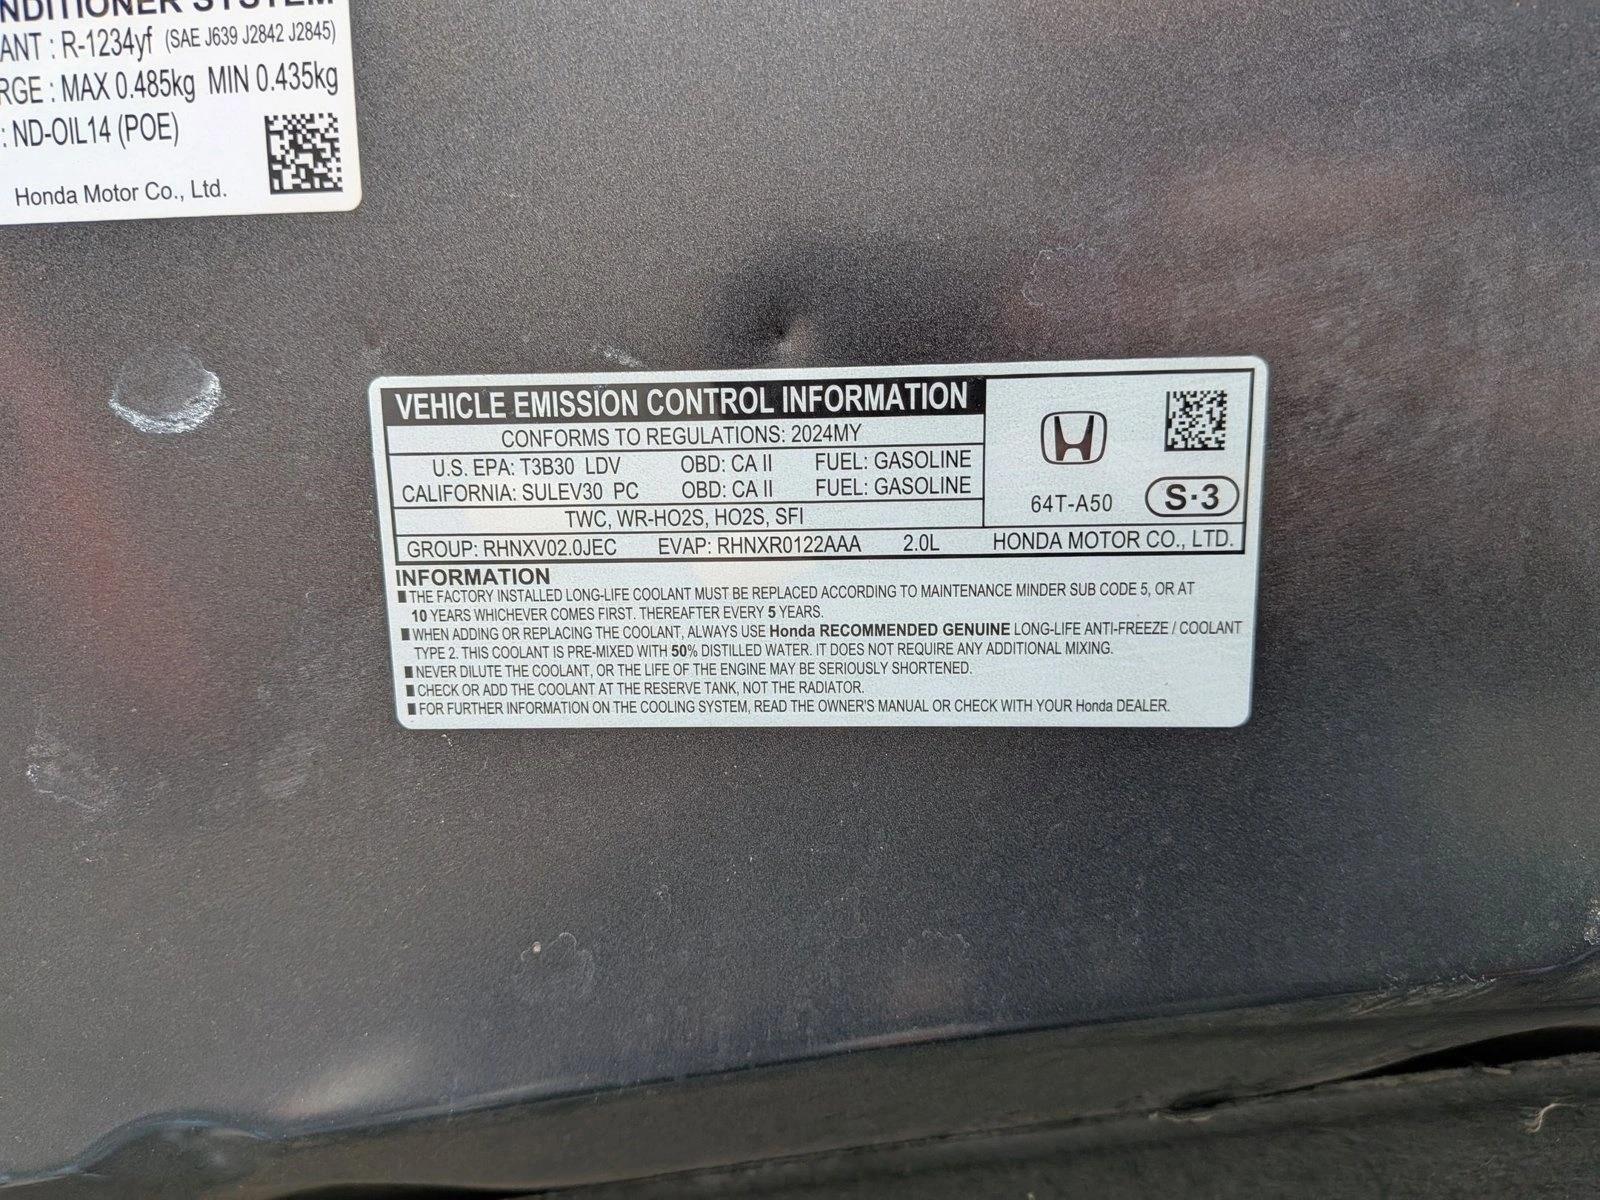 NDITIONER SYSTEM
ANT : R-1234yf (SAE J639 J2842 J2845)
RGE : MAX 0.485kg MIN 0.435kg
: ND-OIL14 (POE)
Honda Motor Co., Ltd.
VEHICLE EMISSION CONTROL INFORMATION
CONFORMS TO REGULATIONS: 2024MY
U.S. EPA: T3B30 LDV OBD: CA II FUEL: GASOLINE
CALIFORNIA: SULEV30 PC OBD: CA II FUEL: GASOLINE
64T-A50 S·3
TWC, WR-HO2S, HO2S, SFI
GROUP: RHNXV02.0JEC EVAP: RHNXR0122AAA 2.0L HONDA MOTOR CO., LTD.
INFORMATION
■ THE FACTORY INSTALLED LONG-LIFE COOLANT MUST BE REPLACED ACCORDING TO MAINTENANCE MINDER SUB CODE 5, OR AT
10 YEARS WHICHEVER COMES FIRST. THEREAFTER EVERY 5 YEARS.
■ WHEN ADDING OR REPLACING THE COOLANT, ALWAYS USE Honda RECOMMENDED GENUINE LONG-LIFE ANTI-FREEZE / COOLANT
TYPE 2. THIS COOLANT IS PRE-MIXED WITH 50% DISTILLED WATER. IT DOES NOT REQUIRE ANY ADDITIONAL MIXING.
■ NEVER DILUTE THE COOLANT, OR THE LIFE OF THE ENGINE MAY BE SERIOUSLY SHORTENED.
■ CHECK OR ADD THE COOLANT AT THE RESERVE TANK, NOT THE RADIATOR.
■ FOR FURTHER INFORMATION ON THE COOLING SYSTEM, READ THE OWNER'S MANUAL OR CHECK WITH YOUR Honda DEALER.